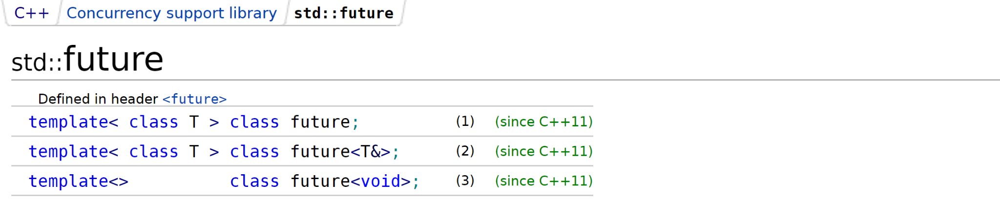 C++ Concurrency support library std::future
std::future
Defined in header <future>
template< class T > class future; (1) (since C++11)
template< class T > class future<T&>; (2) (since C++11)
template<>          class future<void>; (3) (since C++11)